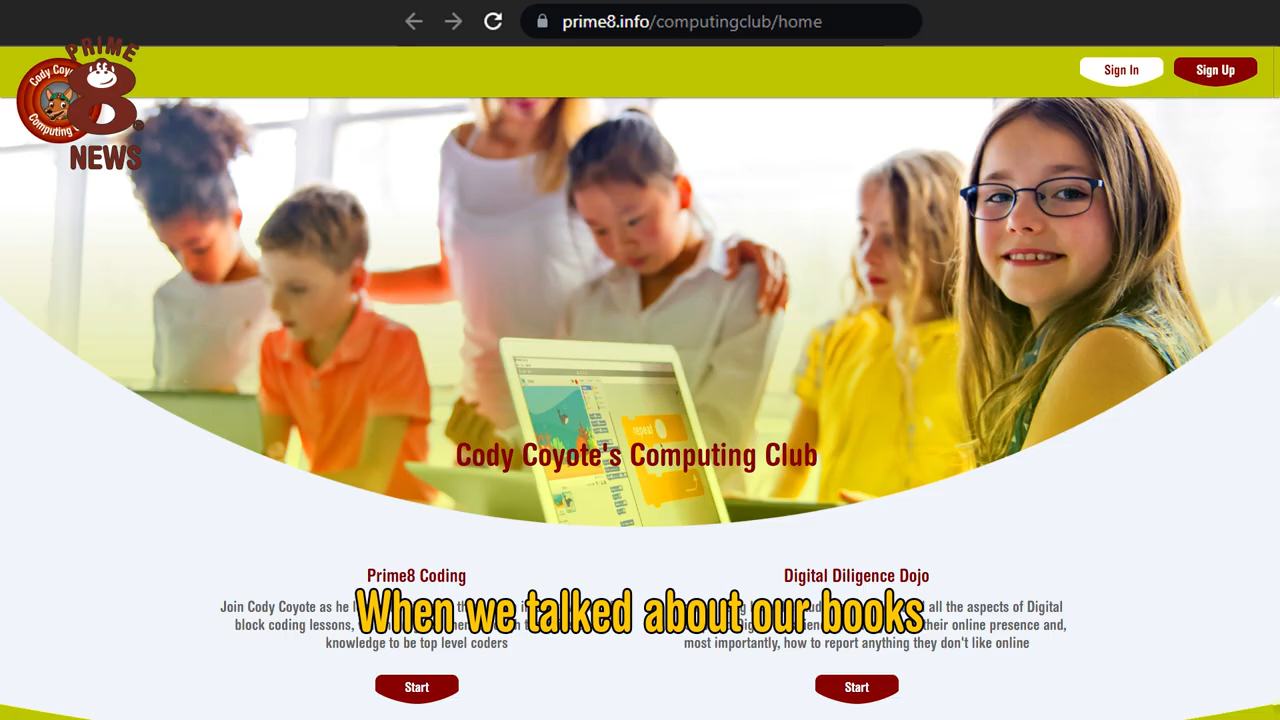 prime8.info/computingclub/home
PRIME
8
NEWS
Cody Coy
Computing
Sign In
Sign Up
repeat
Cody Coyote's Computing Club
Prime8 Coding
Digital Diligence Dojo
Join Cody Coyote as he
all the aspects of Digital
When we talked about our books
block coding lessons,
their online presence and,
knowledge to be top level coders
most importantly, how to report anything they don't like online
Start
Start